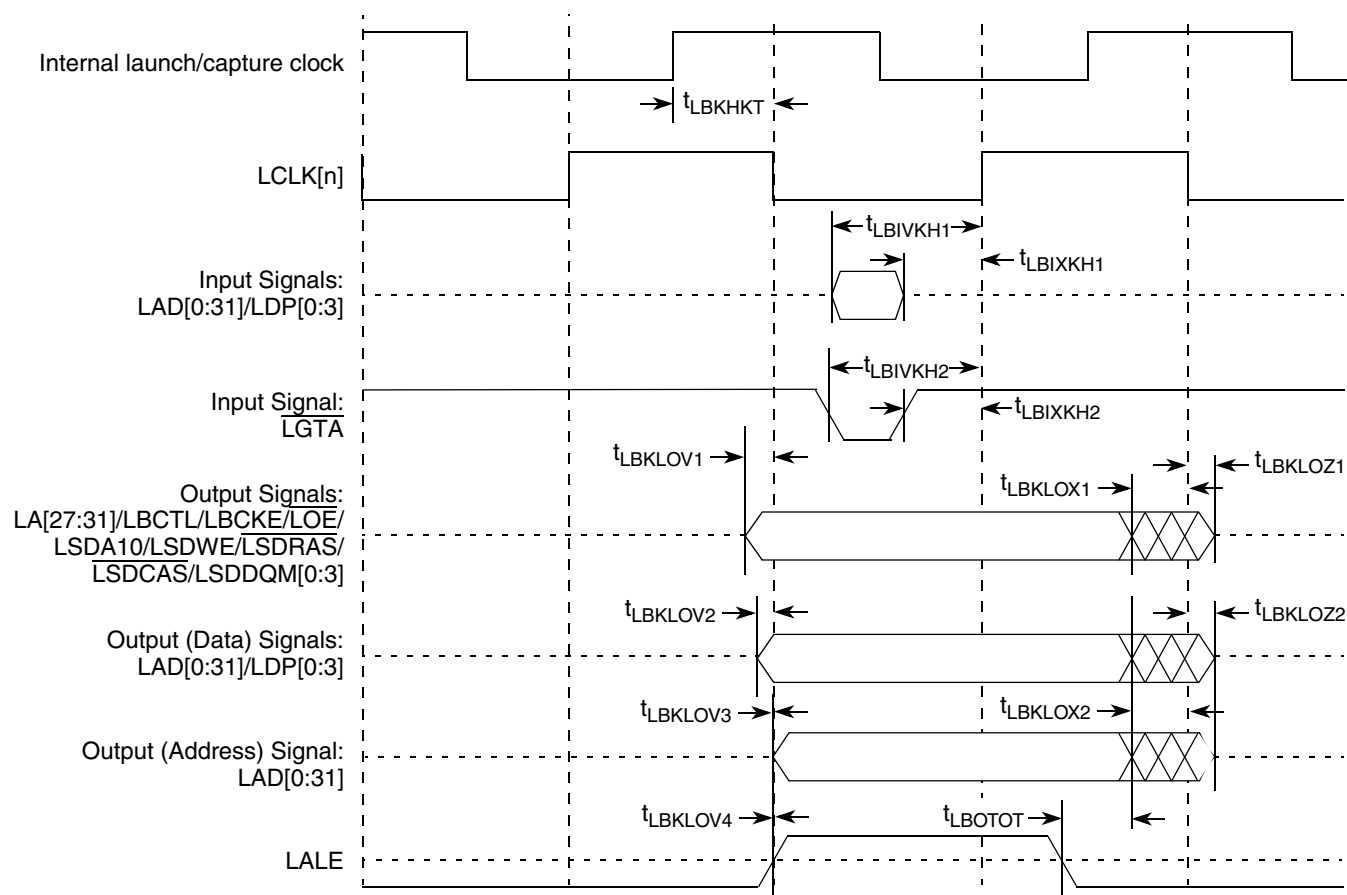 Internal launch/capture clock
tLBKHKT
LCLK[n]
tLBIVKH1
tLBIXKH1
Input Signals:
LAD[0:31]/LDP[0:3]
tLBIVKH2
Input Signal:
LGTA
tLBIXKH2
tLBKLOV1
tLBKLOZ1
tLBKLOX1
Output Signals:
LA[27:31]/LBCTL/LBCKE/LOE/
LSDA10/LSDWE/LSDRAS/
LSDCAS/LSDDQM[0:3]
tLBKLOV2
tLBKLOZ2
Output (Data) Signals:
LAD[0:31]/LDP[0:3]
tLBKLOV3
tLBKLOX2
Output (Address) Signal:
LAD[0:31]
tLBKLOV4
tLBOTOT
LALE